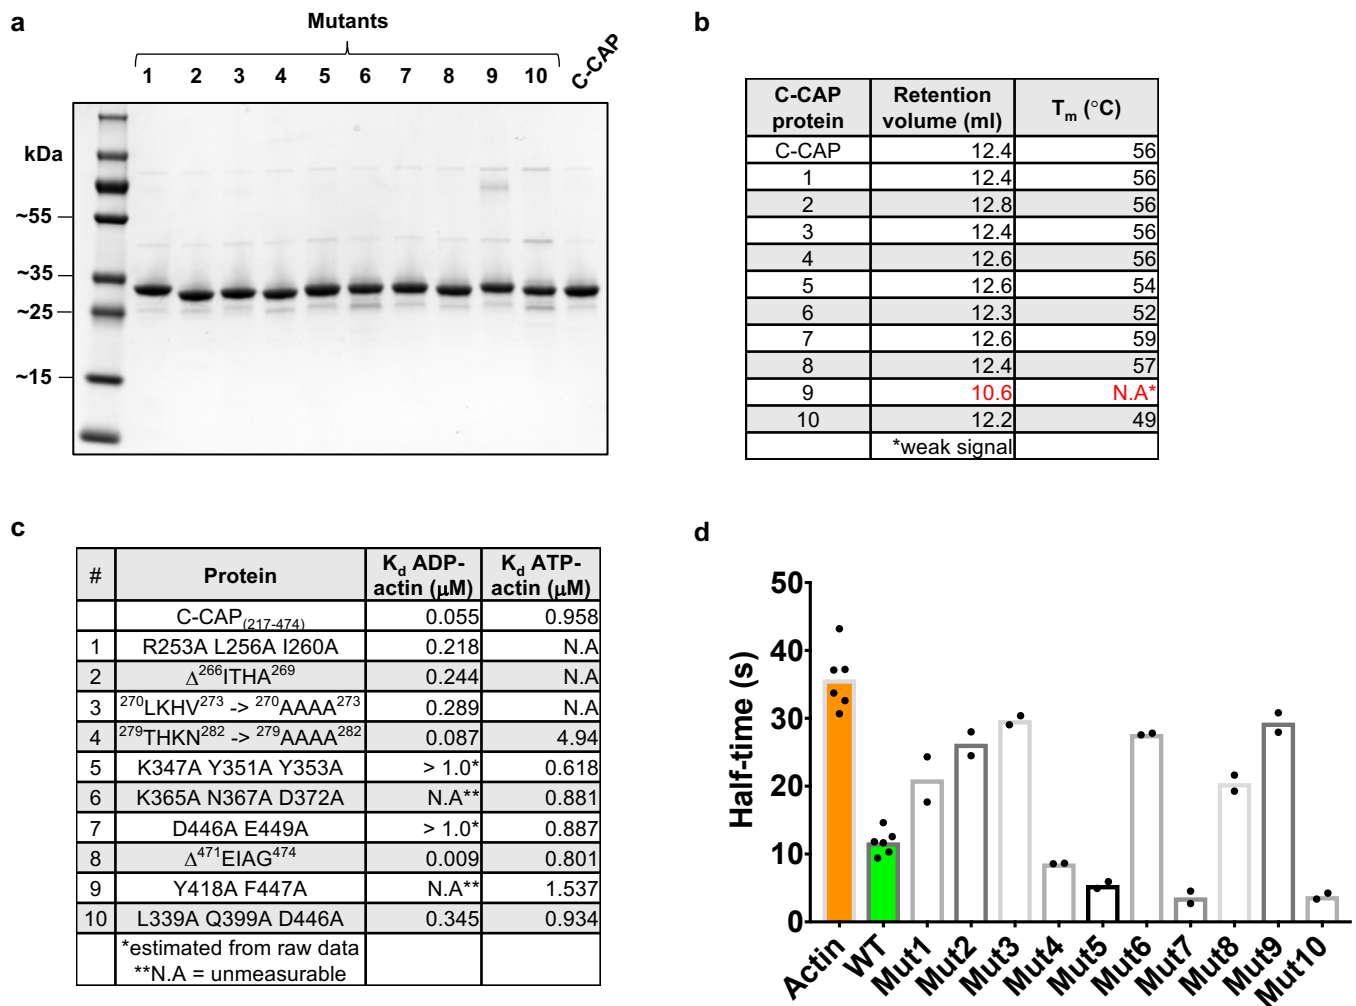 a
Mutants
1 2 3 4 5 6 7 8 9 10 C-CAP
kDa
~55
~35
~25
~15
b
C-CAP protein Retention volume (ml) Tm (°C)
C-CAP 12.4 56
1 12.4 56
2 12.8 56
3 12.4 56
4 12.6 56
5 12.6 54
6 12.3 52
7 12.6 59
8 12.4 57
9 10.6 N.A*
10 12.2 49
*weak signal
c
# Protein Kd ADP-actin (μM) Kd ATP-actin (μM)
C-CAP(217-474) 0.055 0.958
1 R253A L256A I260A 0.218 N.A
2 Δ266ITHA269 0.244 N.A
3 270LKHV273 -> 270AAAA273 0.289 N.A
4 279THKN282 -> 279AAAA282 0.087 4.94
5 K347A Y351A Y353A > 1.0* 0.618
6 K365A N367A D372A N.A** 0.881
7 D446A E449A > 1.0* 0.887
8 Δ471EIAG474 0.009 0.801
9 Y418A F447A N.A** 1.537
10 L339A Q399A D446A 0.345 0.934
*estimated from raw data
**N.A = unmeasurable
d
Half-time (s)
50
40
30
20
10
0
Actin WT Mut1 Mut2 Mut3 Mut4 Mut5 Mut6 Mut7 Mut8 Mut9 Mut10